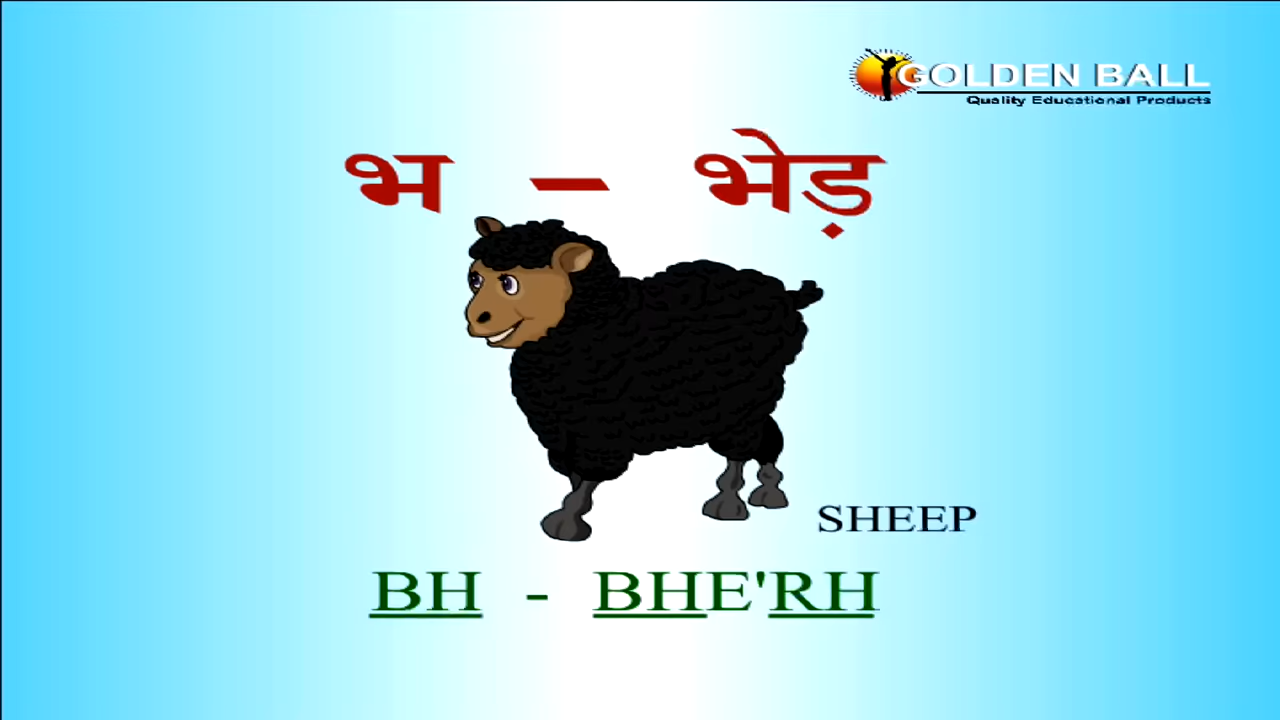 GOLDEN BALL
Quality Educational Products
भ – भेड़
SHEEP
BH - BHE'RH